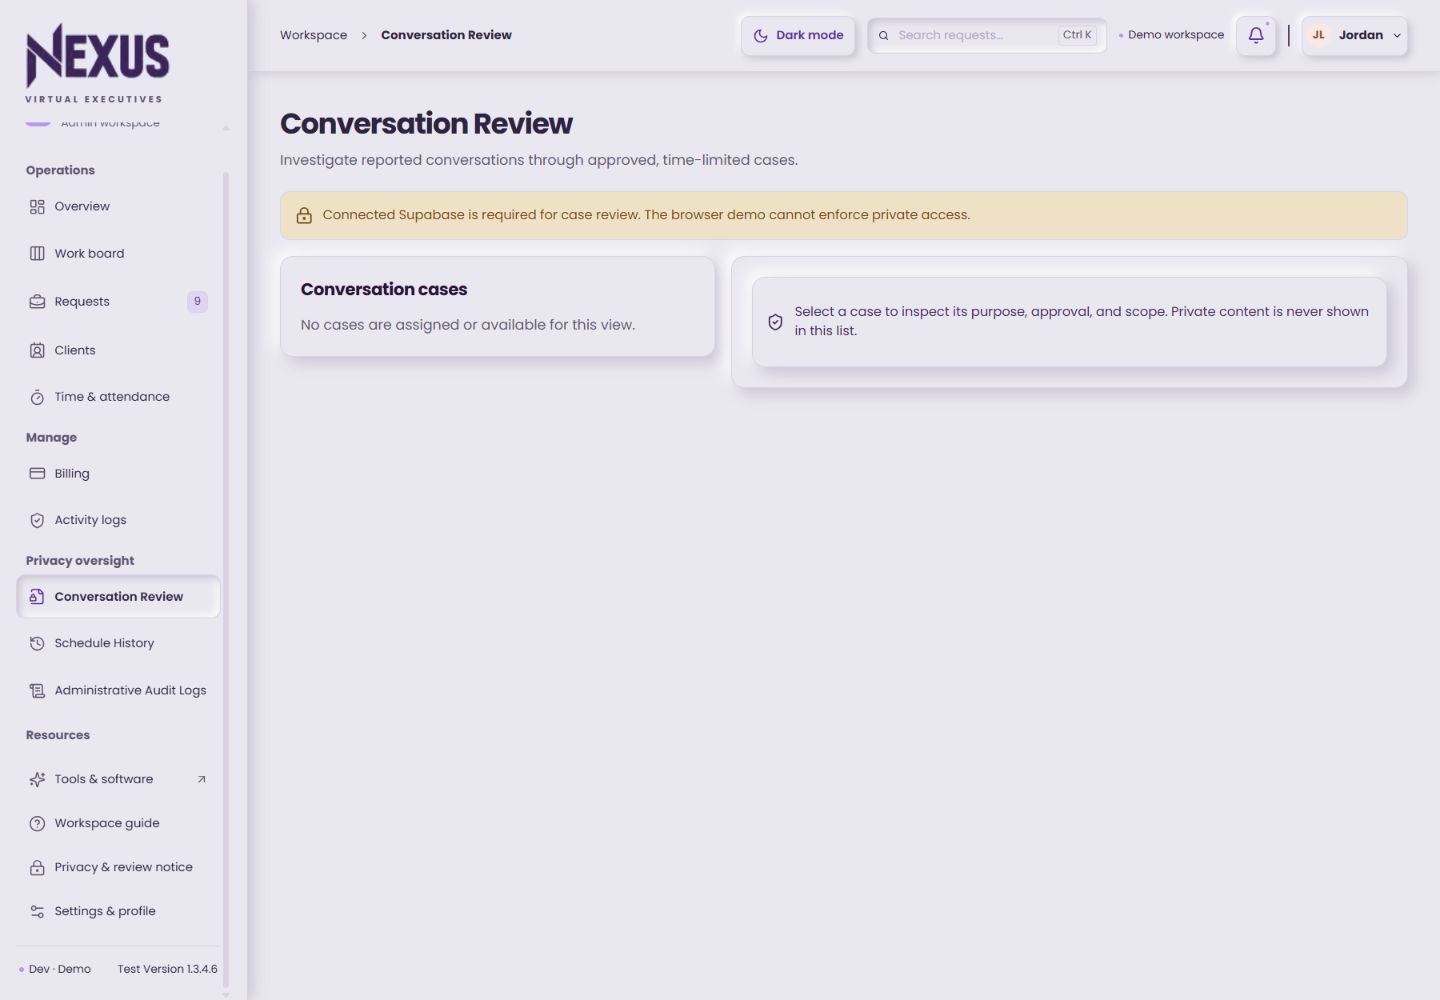 NEXUS
VIRTUAL EXECUTIVES
Admin workspace
Operations
Overview
Work board
Requests 9
Clients
Time & attendance
Manage
Billing
Activity logs
Privacy oversight
Conversation Review
Schedule History
Administrative Audit Logs
Resources
Tools & software
Workspace guide
Privacy & review notice
Settings & profile
Dev · Demo Test Version 1.3.4.6
Workspace > Conversation Review
Dark mode
Search requests... Ctrl K
Demo workspace
JL Jordan
Conversation Review
Investigate reported conversations through approved, time-limited cases.
Connected Supabase is required for case review. The browser demo cannot enforce private access.
Conversation cases
No cases are assigned or available for this view.
Select a case to inspect its purpose, approval, and scope. Private content is never shown
in this list.